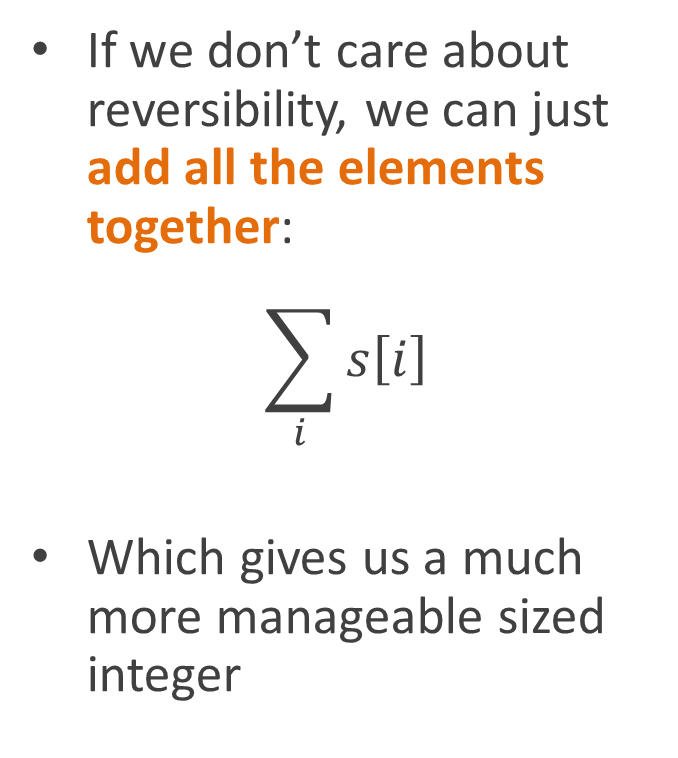 • If we don’t care about
reversibility, we can just
add all the elements
together:
∑ s[i]
i
• Which gives us a much
more manageable sized
integer